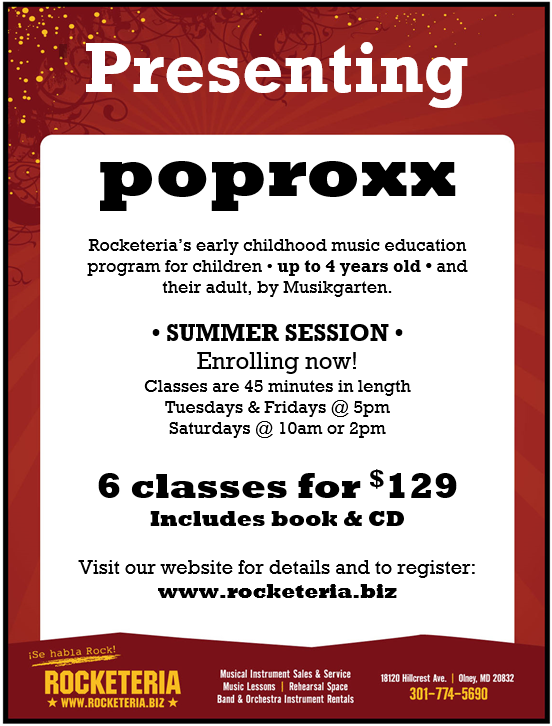 Presenting
poproxx
Rocketeria's early childhood music education
program for children • up to 4 years old • and
their adult, by Musikgarten.
• SUMMER SESSION •
Enrolling now!
Classes are 45 minutes in length
Tuesdays & Fridays @ 5pm
Saturdays @ 10am or 2pm
6 classes for $129
Includes book & CD
Visit our website for details and to register:
www.rocketeria.biz
¡Se habla Rock!
ROCKETERIA
★ WWW.ROCKETERIA.BIZ ★
Musical Instrument Sales & Service
Music Lessons | Rehearsal Space
Band & Orchestra Instrument Rentals
18120 Hillcrest Ave. | Olney, MD 20832
301-774-5690